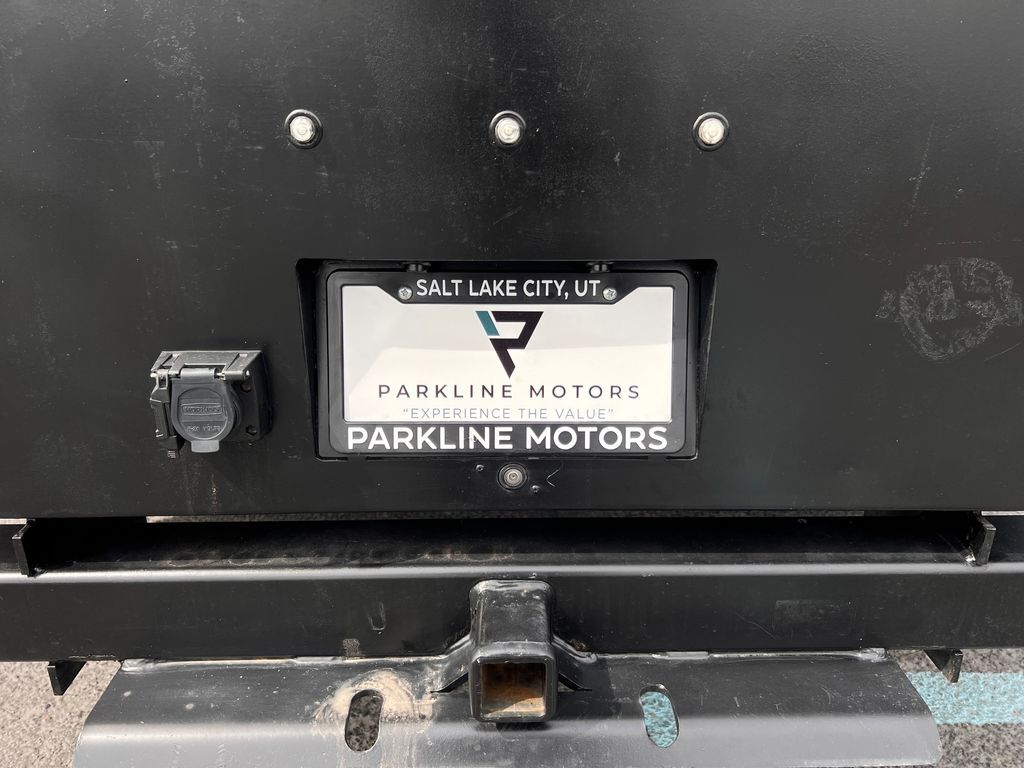 SALT LAKE CITY, UT
PARKLINE MOTORS
"EXPERIENCE THE VALUE"
PARKLINE MOTORS